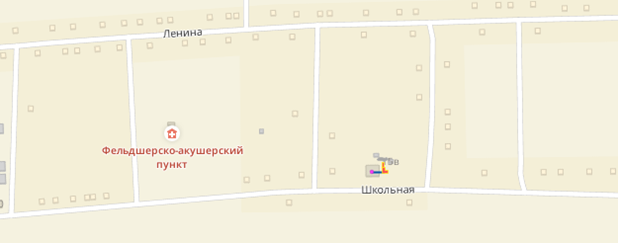 Ленина
Фельдшерско-акушерский
пункт
Школьная